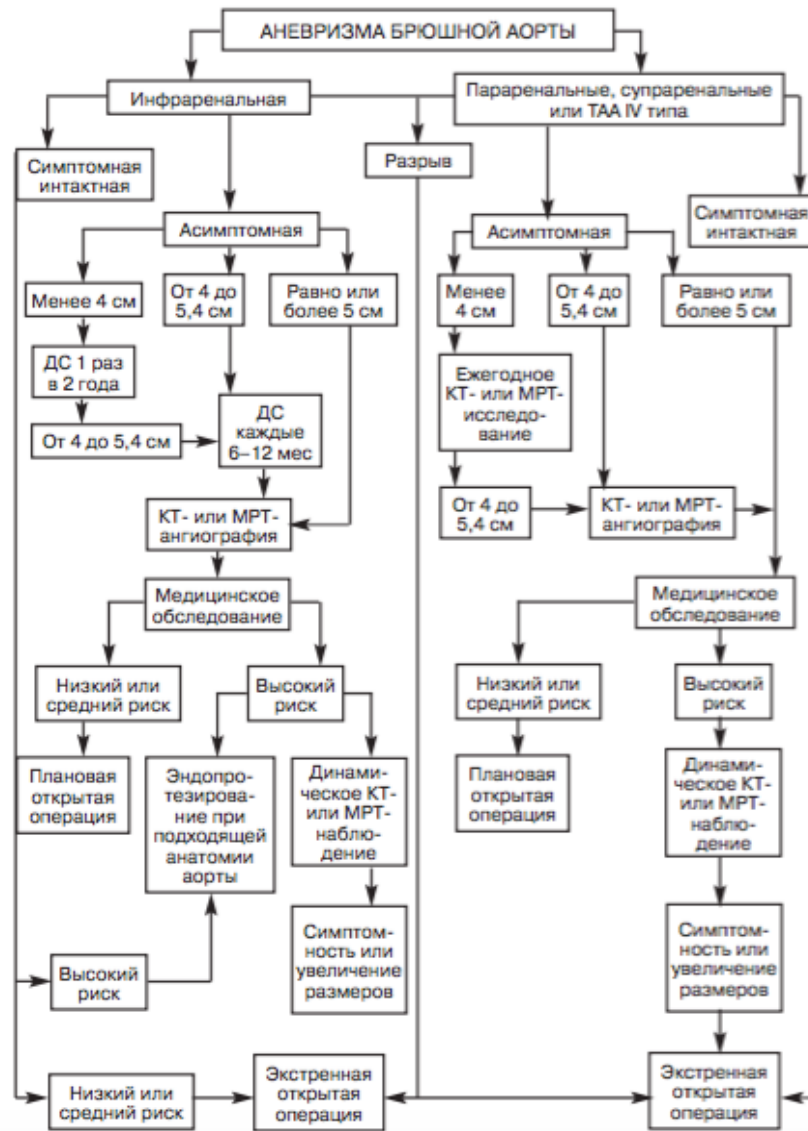 АНЕВРИЗМА БРЮШНОЙ АОРТЫ
Инфраренальная
Параренальные, супраренальные
или ТАА IV типа
Симптомная
интактная
Разрыв
Симптомная
интактная
Асимптомная
Асимптомная
Менее 4 см
От 4 до
5,4 см
Равно или
более 5 см
Менее
4 см
От 4 до
5,4 см
Равно или
более 5 см
ДС 1 раз
в 2 года
Ежегодное
КТ- или МРТ-
исследо-
вание
От 4 до 5,4 см
ДС
каждые
6–12 мес
КТ- или МРТ-
ангиография
От 4 до
5,4 см
КТ- или МРТ-
ангиография
Медицинское
обследование
Медицинское
обследование
Низкий или
средний риск
Высокий
риск
Низкий или
средний риск
Высокий
риск
Плановая
открытая
операция
Эндопро-
тезирова-
ние при
подходящей
анатомии
аорты
Динами-
ческое КТ-
или МРТ-
наблю-
дение
Плановая
открытая
операция
Динами-
ческое КТ-
или МРТ-
наблю-
дение
Симптом-
ность или
увеличение
размеров
Симптом-
ность или
увеличение
размеров
Высокий
риск
Низкий или
средний риск
Экстренная
открытая
операция
Экстренная
открытая
операция